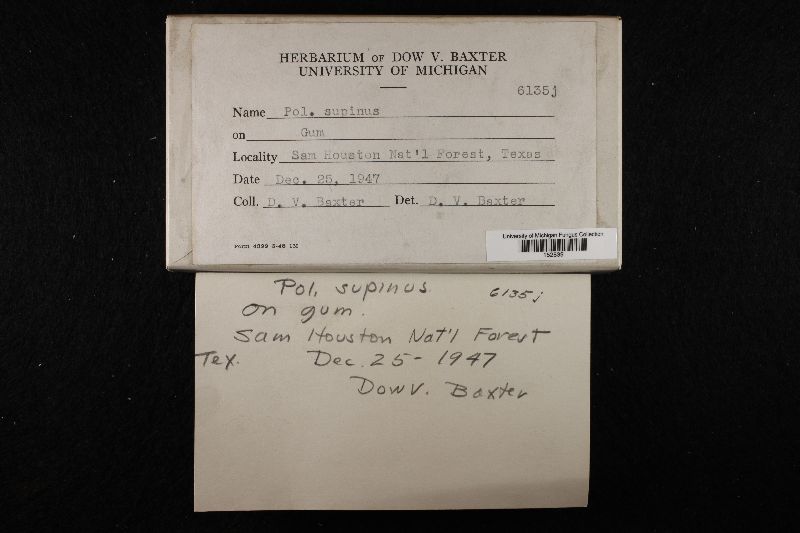 HERBARIUM OF DOW V. BAXTER
UNIVERSITY OF MICHIGAN
6135j
Name Pol. supinus
on Gum
Locality Sam Houston Nat'l Forest, Texas
Date Dec. 25, 1947
Coll. D. V. Baxter Det. D. V. Baxter
University of Michigan Fungus Collection
Pol. supinus 6135j
on gum.
Sam Houston Nat'l Forest
Tex. Dec. 25 - 1947
Dow V. Baxter